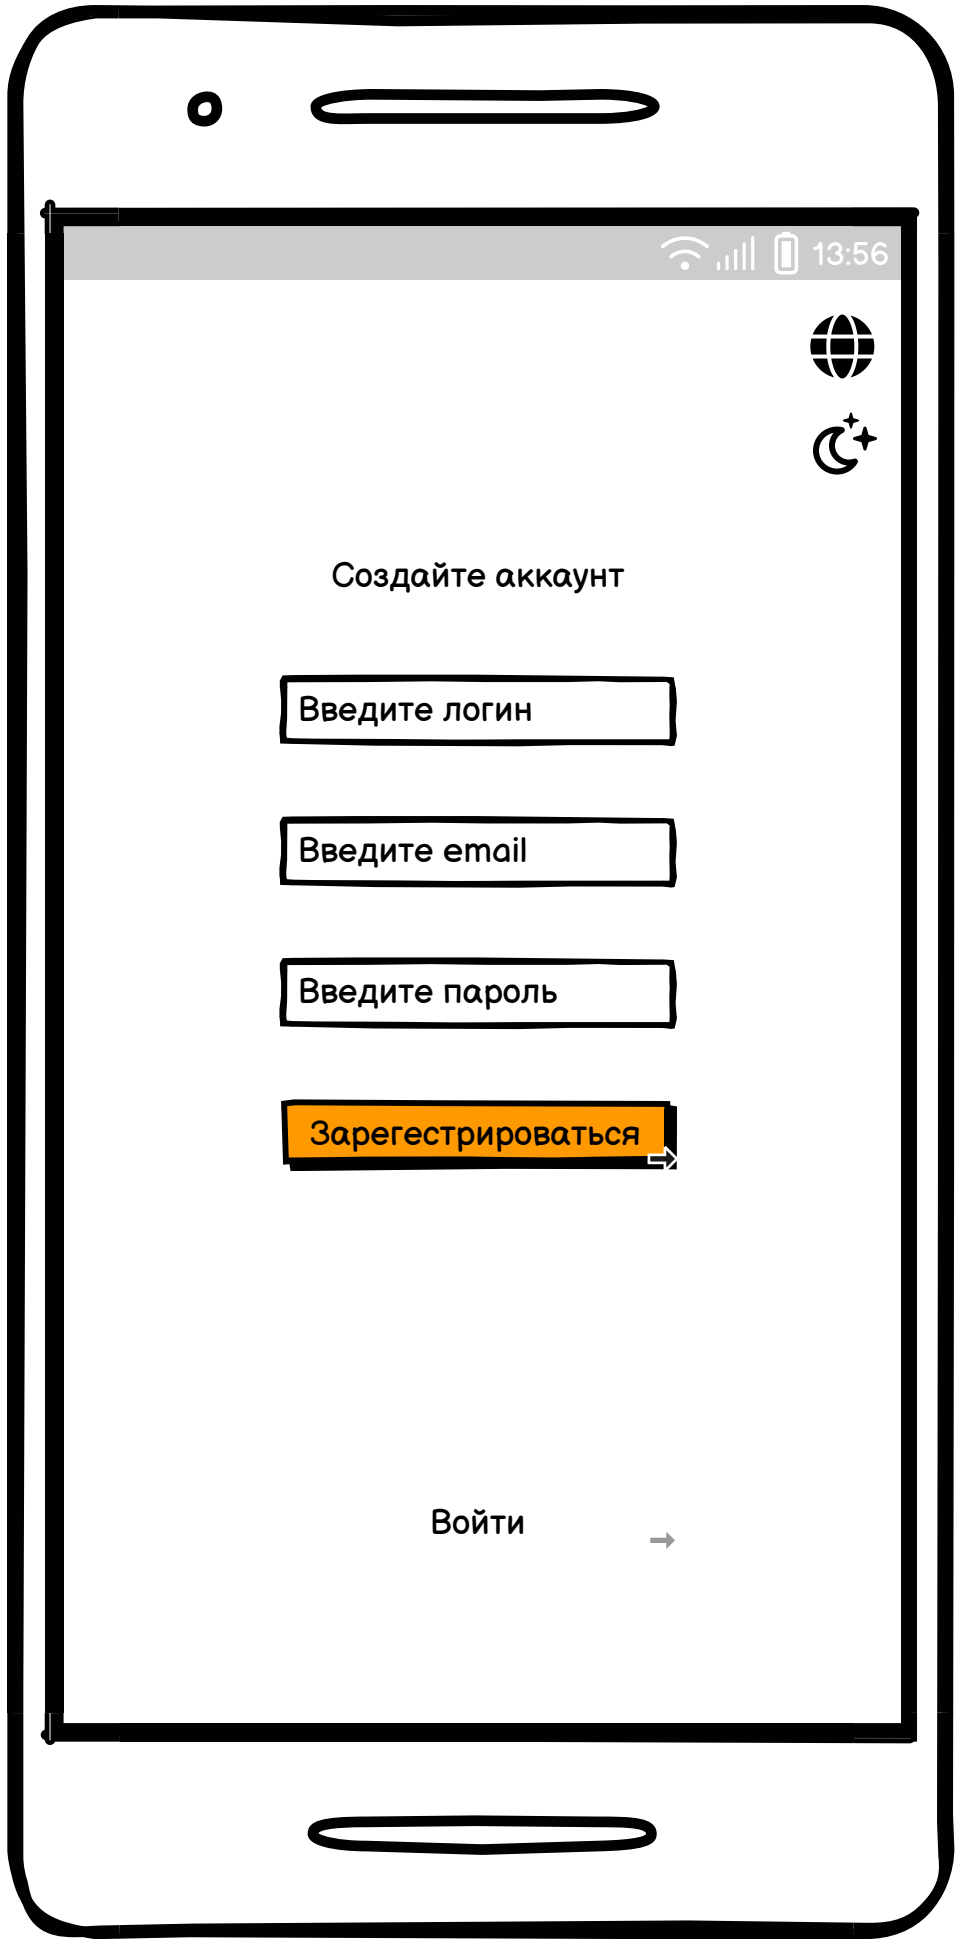 13:56
Создайте аккаунт
Введите логин
Введите email
Введите пароль
Зарегестрироваться
Войти